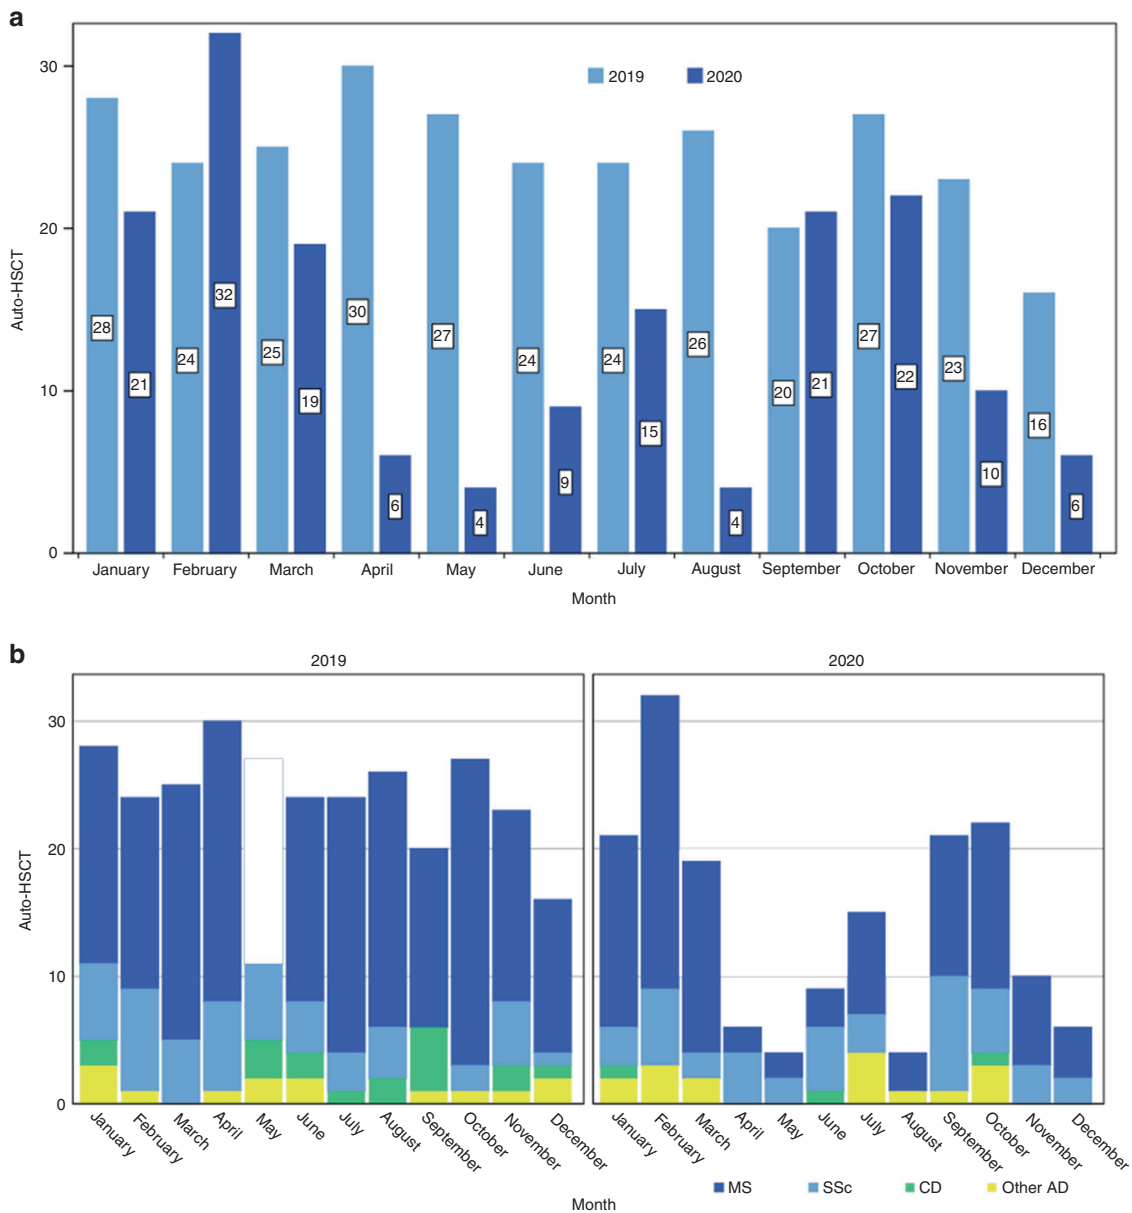 a
2019 2020
30
20
10
0
Auto-HSCT
28 21 24 32 25 19 30 6 27 4 24 9 24 15 26 4 20 21 27 22 23 10 16 6
January February March April May June July August September October November December
Month
b
2019 2020
30
20
10
0
Auto-HSCT
January February March April May June July August September October November December
January February March April May June July August September October November December
MS SSc CD Other AD
Month